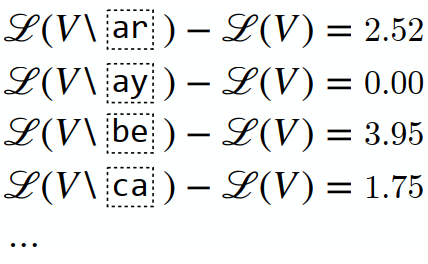 ℒ(V\ ar ) − ℒ(V) = 2.52
ℒ(V\ ay ) − ℒ(V) = 0.00
ℒ(V\ be ) − ℒ(V) = 3.95
ℒ(V\ ca ) − ℒ(V) = 1.75
...